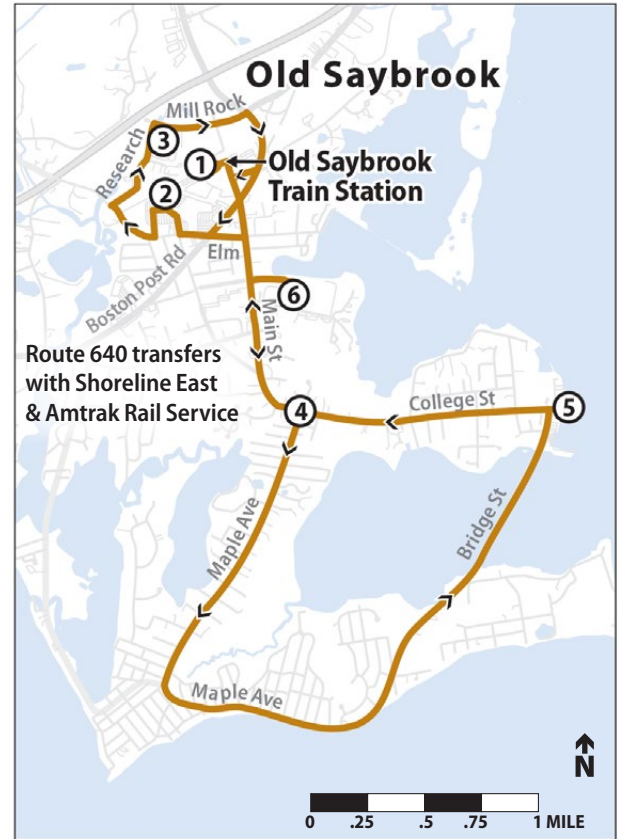 Old Saybrook
Mill Rock
Research
3
1
Old Saybrook
Train Station
2
Elm
Boston Post Rd
6
Main St
Route 640 transfers
with Shoreline East
& Amtrak Rail Service
4
College St
5
Maple Ave
Bridge St
Maple Ave
N
0 .25 .5 .75 1 MILE